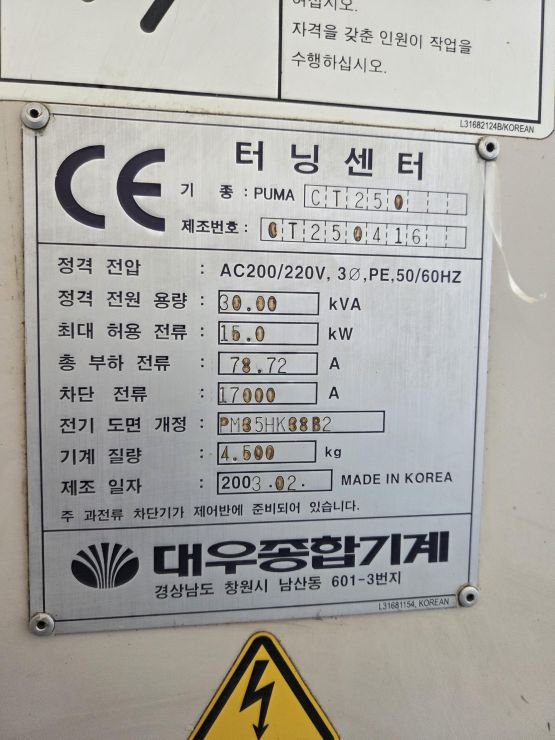 하십시오.
자격을 갖춘 인원이 작업을
수행하십시오.
L31682124B/KOREAN
CE 터닝센터
기 종 : PUMA CT250
제조번호 : CT250416
정격 전압 : AC200/220V, 3Ø,PE,50/60HZ
정격 전원 용량 : 30.00 kVA
최대 허용 전류 : 15.0 kW
총 부하 전류 : 78.72 A
차단 전류 : 17000 A
전기 도면 개정 :
기계 질량 : 4.500 kg
제조 일자 : 2003.02. MADE IN KOREA
주 과전류 차단기가 제어반에 준비되어 있습니다.
대우종합기계
경상남도 창원시 남산동 601-3번지
L31681154, KOREAN